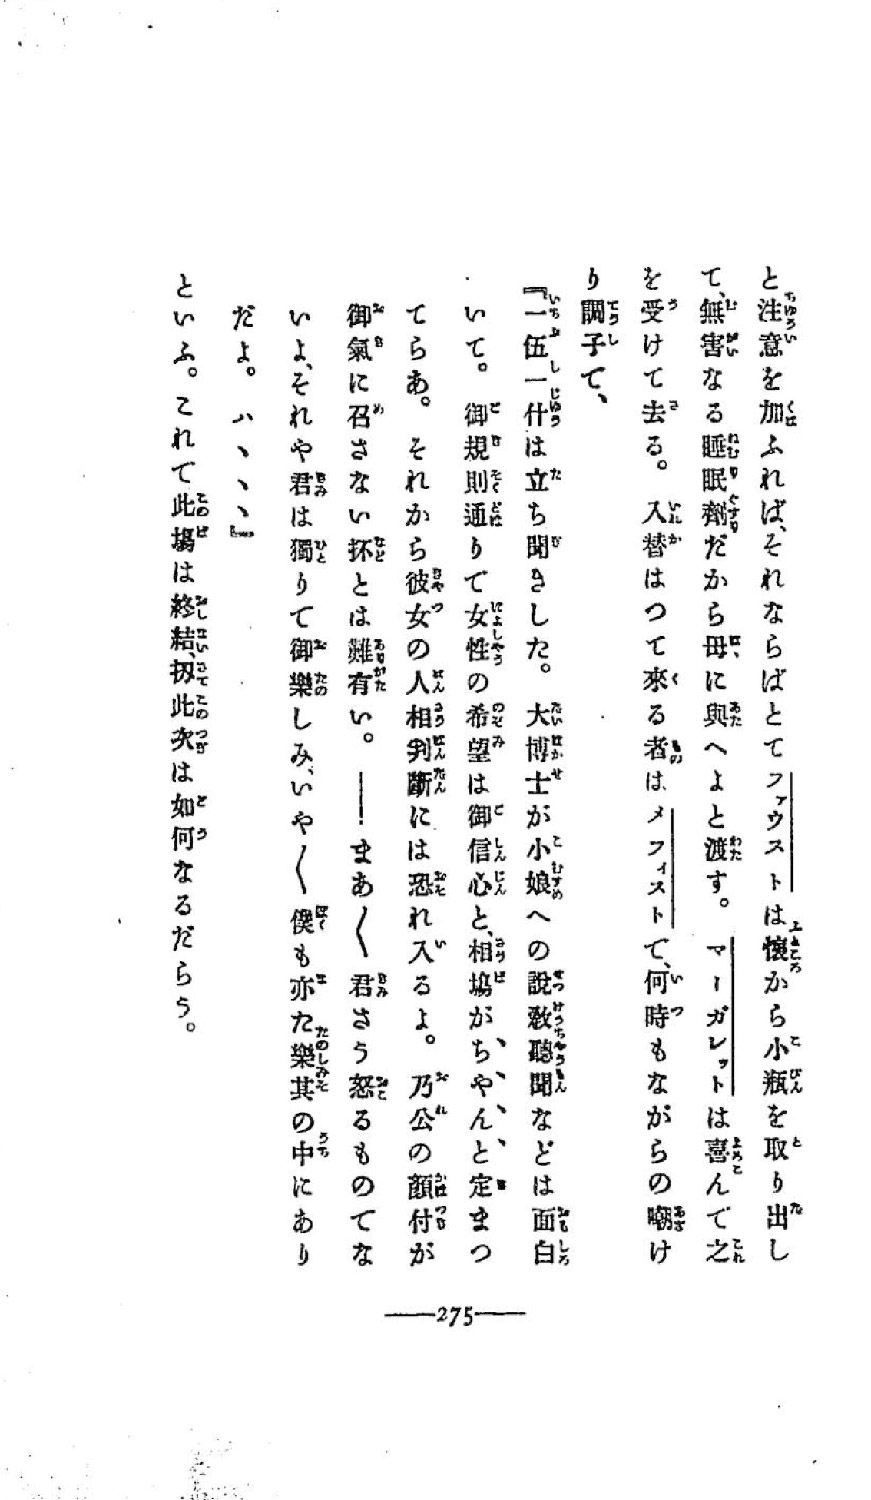 と注意を加ふれば、それならばとてファウストは懐から小瓶を取り出し
て、無害なる睡眠劑だから母に與へよと渡す。マーガレットは喜んで之
を受けて去る。入替はつて來る者は、メフィストて、何時もながらの嘲け
り調子て、
『一伍一什は立ち聞きした。大博士が小娘への說敎聽聞などは面白
いて。御規則通りて女性の希望は御信心と、相塲がちやんと定まつ
てらあ。それから彼女の人相判斷には恐れ入るよ。乃公の顏付が
御氣に召さない抔とは難有い。――まあ〱君さう怒るものてな
いよ、それや君は獨りて御樂しみ、いや〱僕も亦た樂其の中にあり
だよ。ハヽヽヽ』
といふ。これて此塲は終結、扨此次は如何なるだらう。
275